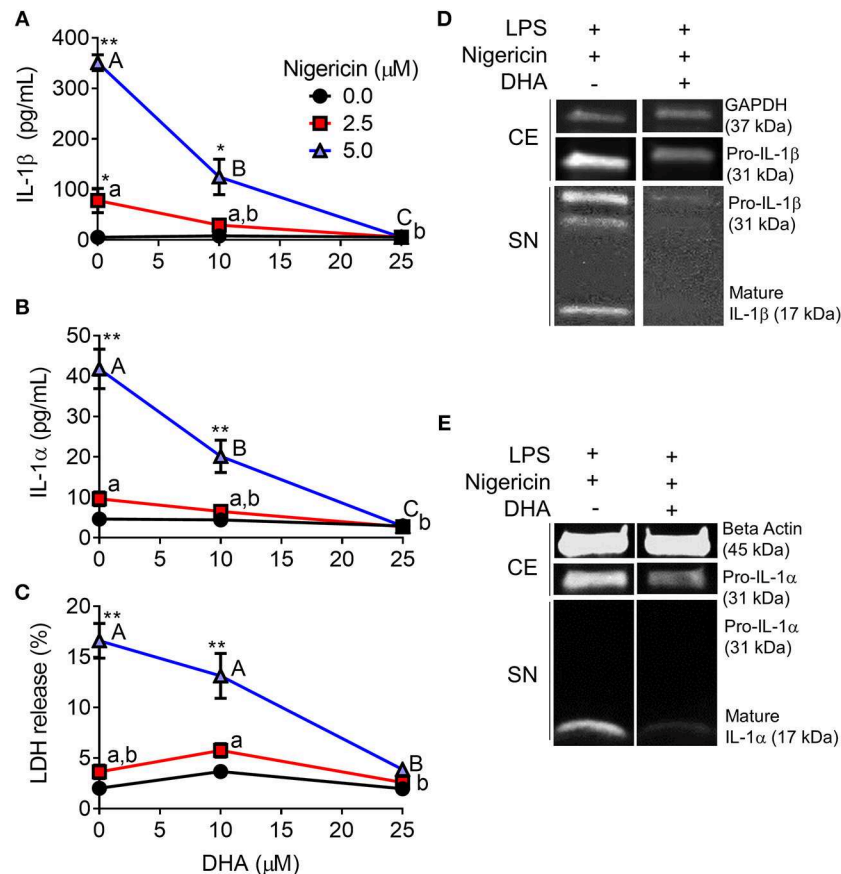 A
400
300
200
100
0
IL-1β (pg/mL)
**
A
*
a
*
B
a,b
C
b
Nigericin (μM)
0.0
2.5
5.0
0 5 10 15 20 25
B
50
40
30
20
10
0
IL-1α (pg/mL)
**
A
a
**
B
a,b
C
b
0 5 10 15 20 25
C
20
15
10
5
0
LDH release (%)
**
A
a,b
**
A
a
B
b
0 5 10 15 20 25
DHA (μM)
D
LPS + +
Nigericin + +
DHA - +
CE
GAPDH
(37 kDa)
Pro-IL-1β
(31 kDa)
SN
Pro-IL-1β
(31 kDa)
Mature
IL-1β (17 kDa)
E
LPS + +
Nigericin + +
DHA - +
CE
Beta Actin
(45 kDa)
Pro-IL-1α
(31 kDa)
SN
Pro-IL-1α
(31 kDa)
Mature
IL-1α (17 kDa)